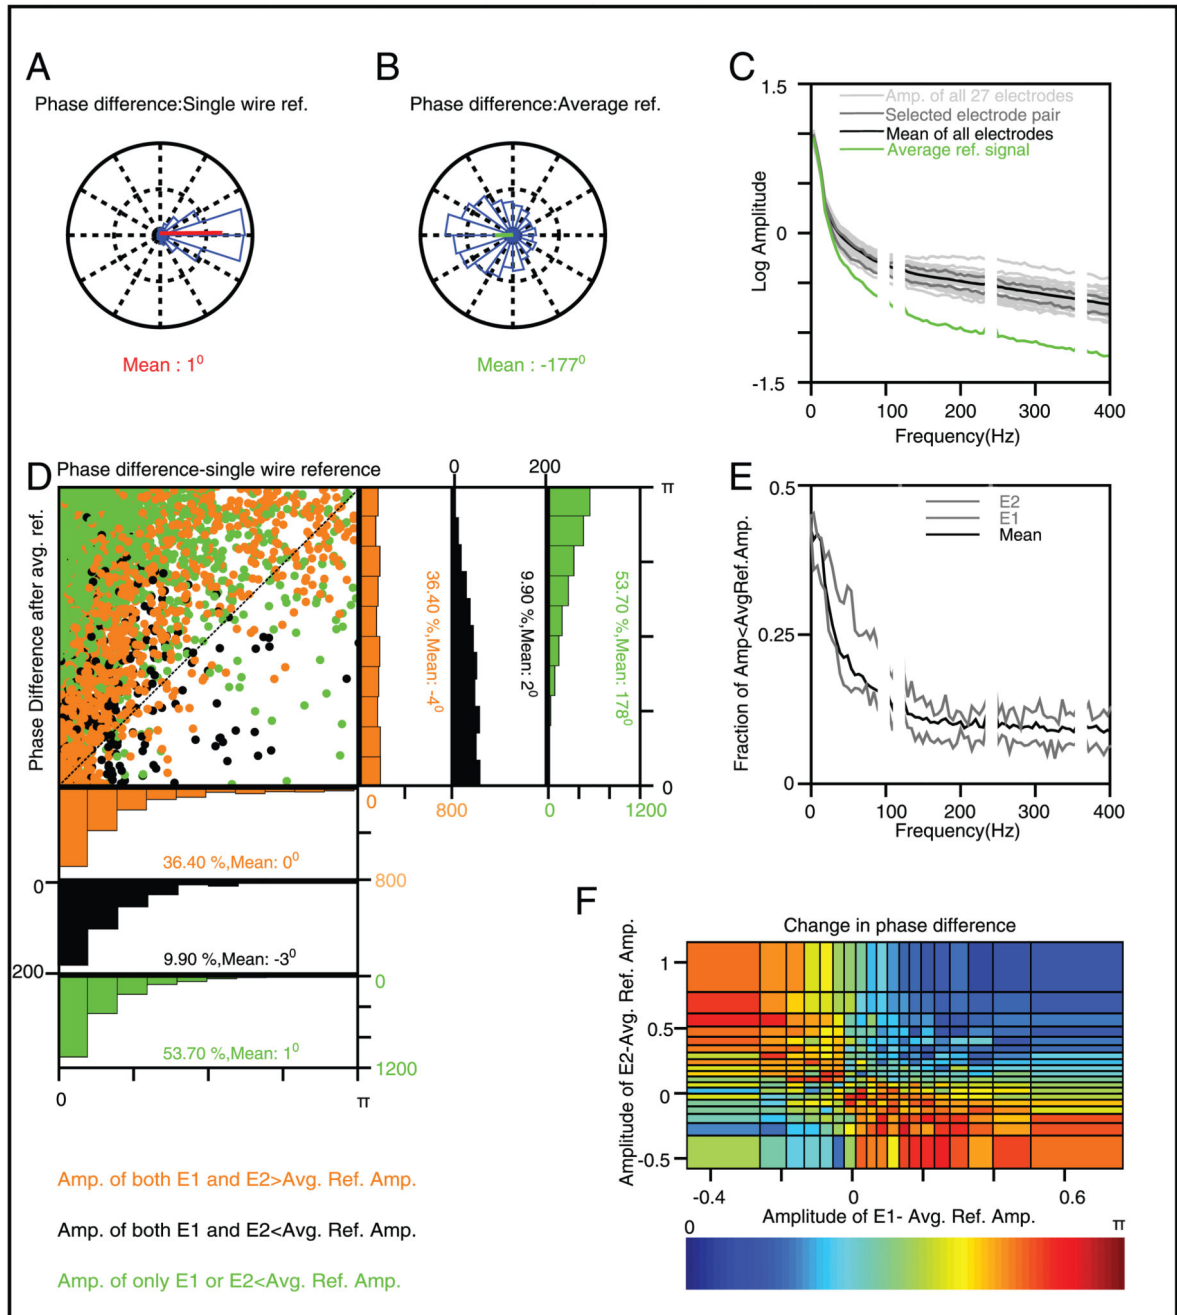 A
Phase difference:Single wire ref.
Mean : 1⁰
B
Phase difference:Average ref.
Mean : -177⁰
C
1.5
0
-1.5
Log Amplitude
Amp. of all 27 electrodes
Selected electrode pair
Mean of all electrodes
Average ref. signal
0 100 200 300 400
Frequency(Hz)
D
Phase difference-single wire reference
Phase Difference after avg. ref.
0 200
π
0
36.40 %,Mean: -4⁰
9.90 %,Mean: 2⁰
53.70 %,Mean: 178⁰
800 0 1200
0
36.40 %,Mean: 0⁰
800
0
9.90 %,Mean: -3⁰
200
0
53.70 %,Mean: 1⁰
1200
0 π
E
0.5
0.25
0
Fraction of Amp<AvgRef.Amp.
E2
E1
Mean
0 100 200 300 400
Frequency(Hz)
F
Change in phase difference
Amplitude of E2-Avg. Ref. Amp.
1
0.5
0
-0.5
-0.4 0 0.6
Amplitude of E1- Avg. Ref. Amp.
0 π
Amp. of both E1 and E2>Avg. Ref. Amp.
Amp. of both E1 and E2<Avg. Ref. Amp.
Amp. of only E1 or E2<Avg. Ref. Amp.